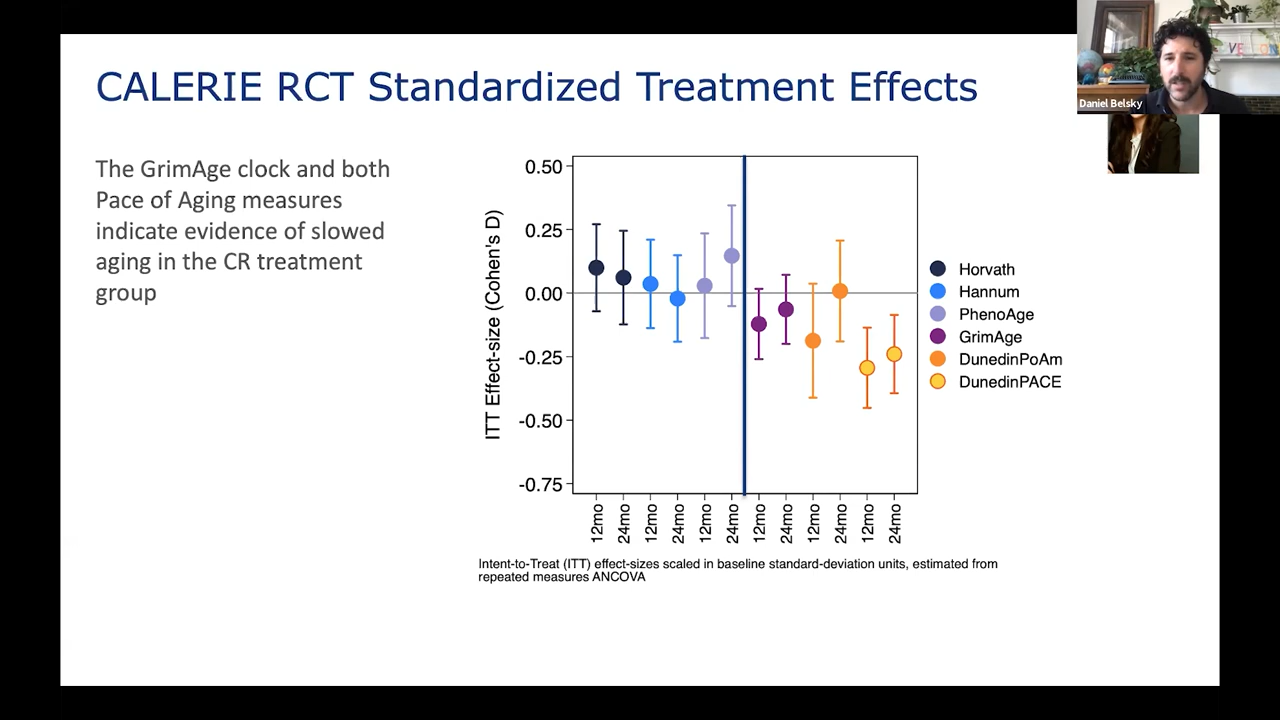 CALERIE RCT Standardized Treatment Effects
Daniel Belsky
The GrimAge clock and both
Pace of Aging measures
indicate evidence of slowed
aging in the CR treatment
group
ITT Effect-size (Cohen's D)
0.50
0.25
0.00
-0.25
-0.50
-0.75
12mo
24mo
12mo
24mo
12mo
24mo
12mo
24mo
12mo
24mo
12mo
24mo
Horvath
Hannum
PhenoAge
GrimAge
DunedinPoAm
DunedinPACE
Intent-to-Treat (ITT) effect-sizes scaled in baseline standard-deviation units, estimated from
repeated measures ANCOVA